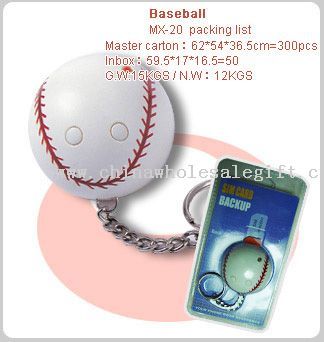 Baseball
MX-20 packing list
Master carton : 62*54*36.5cm=300pcs
Inbox : 59.5*17*16.5=50
G.W:15KGS / N.W : 12KGS
www.chinawholesalegift.com
SIM CARD
BACKUP